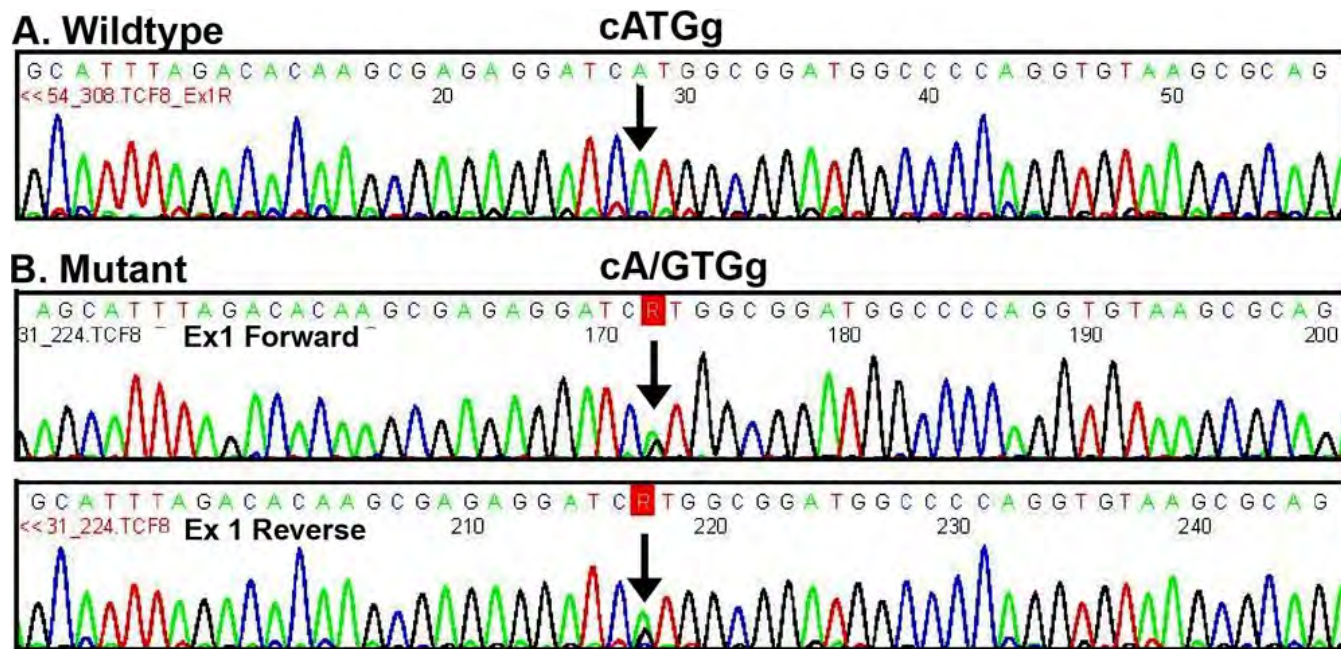 A. Wildtype cATGg
G C A T T T A G A C A C A A G C G A G A G G A T C A T G G C G G A T G G C C C C A G G T G T A A G C G C A G
<<54_308.TCF8_Ex1R 20 30 40 50
B. Mutant cA/GTGg
A G C A T T T A G A C A C A A G C G A G A G G A T C R T G G C G G A T G G C C C C A G G T G T A A G C G C A G
31_224.TCF8 Ex1 Forward 170 180 190 200
G C A T T T A G A C A C A A G C G A G A G G A T C R T G G C G G A T G G C C C C A G G T G T A A G C G C A G
<<31_224.TCF8 Ex 1 Reverse 210 220 230 240